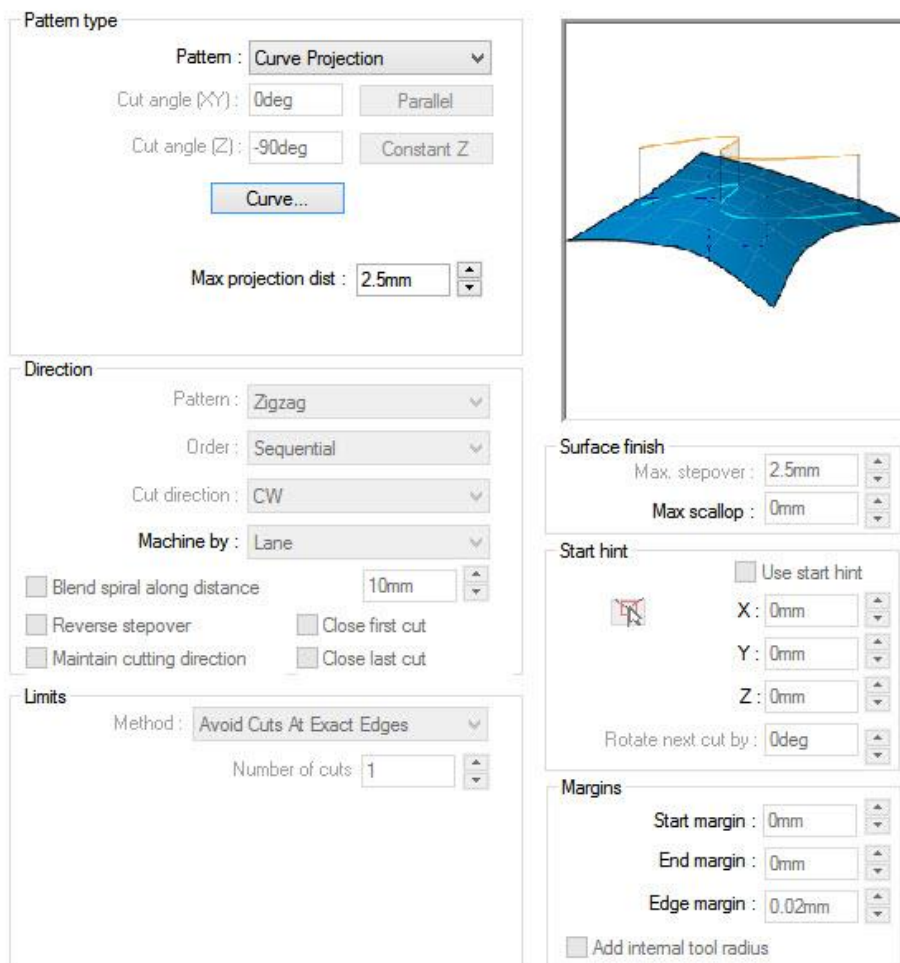 Pattern type
Pattern : Curve Projection
Cut angle (XY) : 0deg Parallel
Cut angle (Z) : -90deg Constant Z
Curve...
Max projection dist : 2.5mm
Direction
Pattern : Zigzag
Order : Sequential
Cut direction : CW
Machine by : Lane
Blend spiral along distance 10mm
Reverse stepover Close first cut
Maintain cutting direction Close last cut
Limits
Method : Avoid Cuts At Exact Edges
Number of cuts 1
Surface finish
Max. stepover : 2.5mm
Max scallop : 0mm
Start hint
Use start hint
X : 0mm
Y : 0mm
Z : 0mm
Rotate next cut by : 0deg
Margins
Start margin : 0mm
End margin : 0mm
Edge margin : 0.02mm
Add internal tool radius